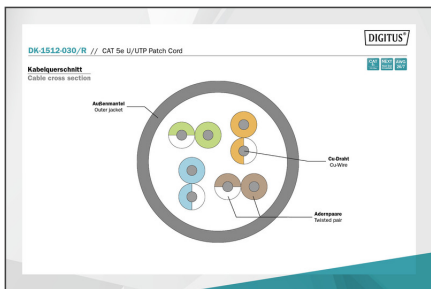 DIGITUS®
DK-1512-030/R // CAT 5e U/UTP Patch Cord
Kabelquerschnitt
Cable cross section
Außenmantel
Outer jacket
Cu-Draht
Cu-Wire
Adernpaare
Twisted pair